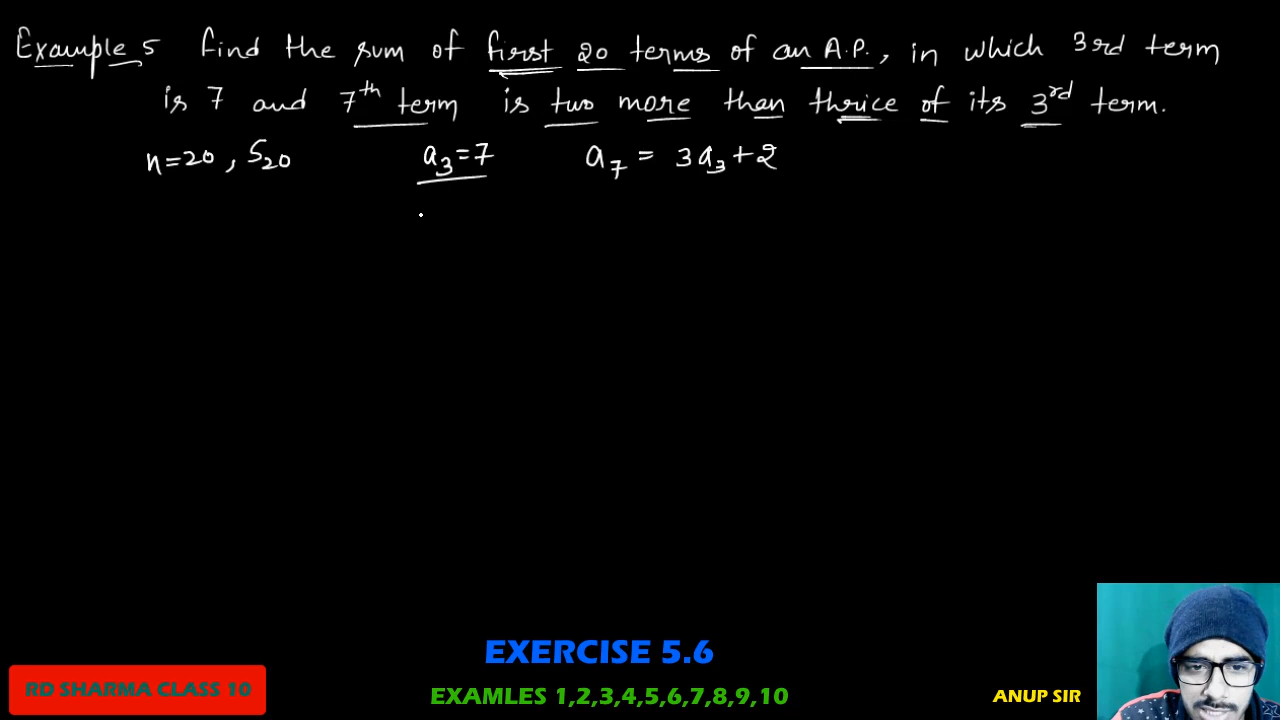 Example 5 find the sum of first 20 terms of an A.P., in which 3rd term
is 7 and 7th term is two more than thrice of its 3rd term.
n=20, S20 a3=7 a7 = 3a3+2
EXERCISE 5.6
RD SHARMA CLASS 10
EXAMLES 1,2,3,4,5,6,7,8,9,10
ANUP SIR